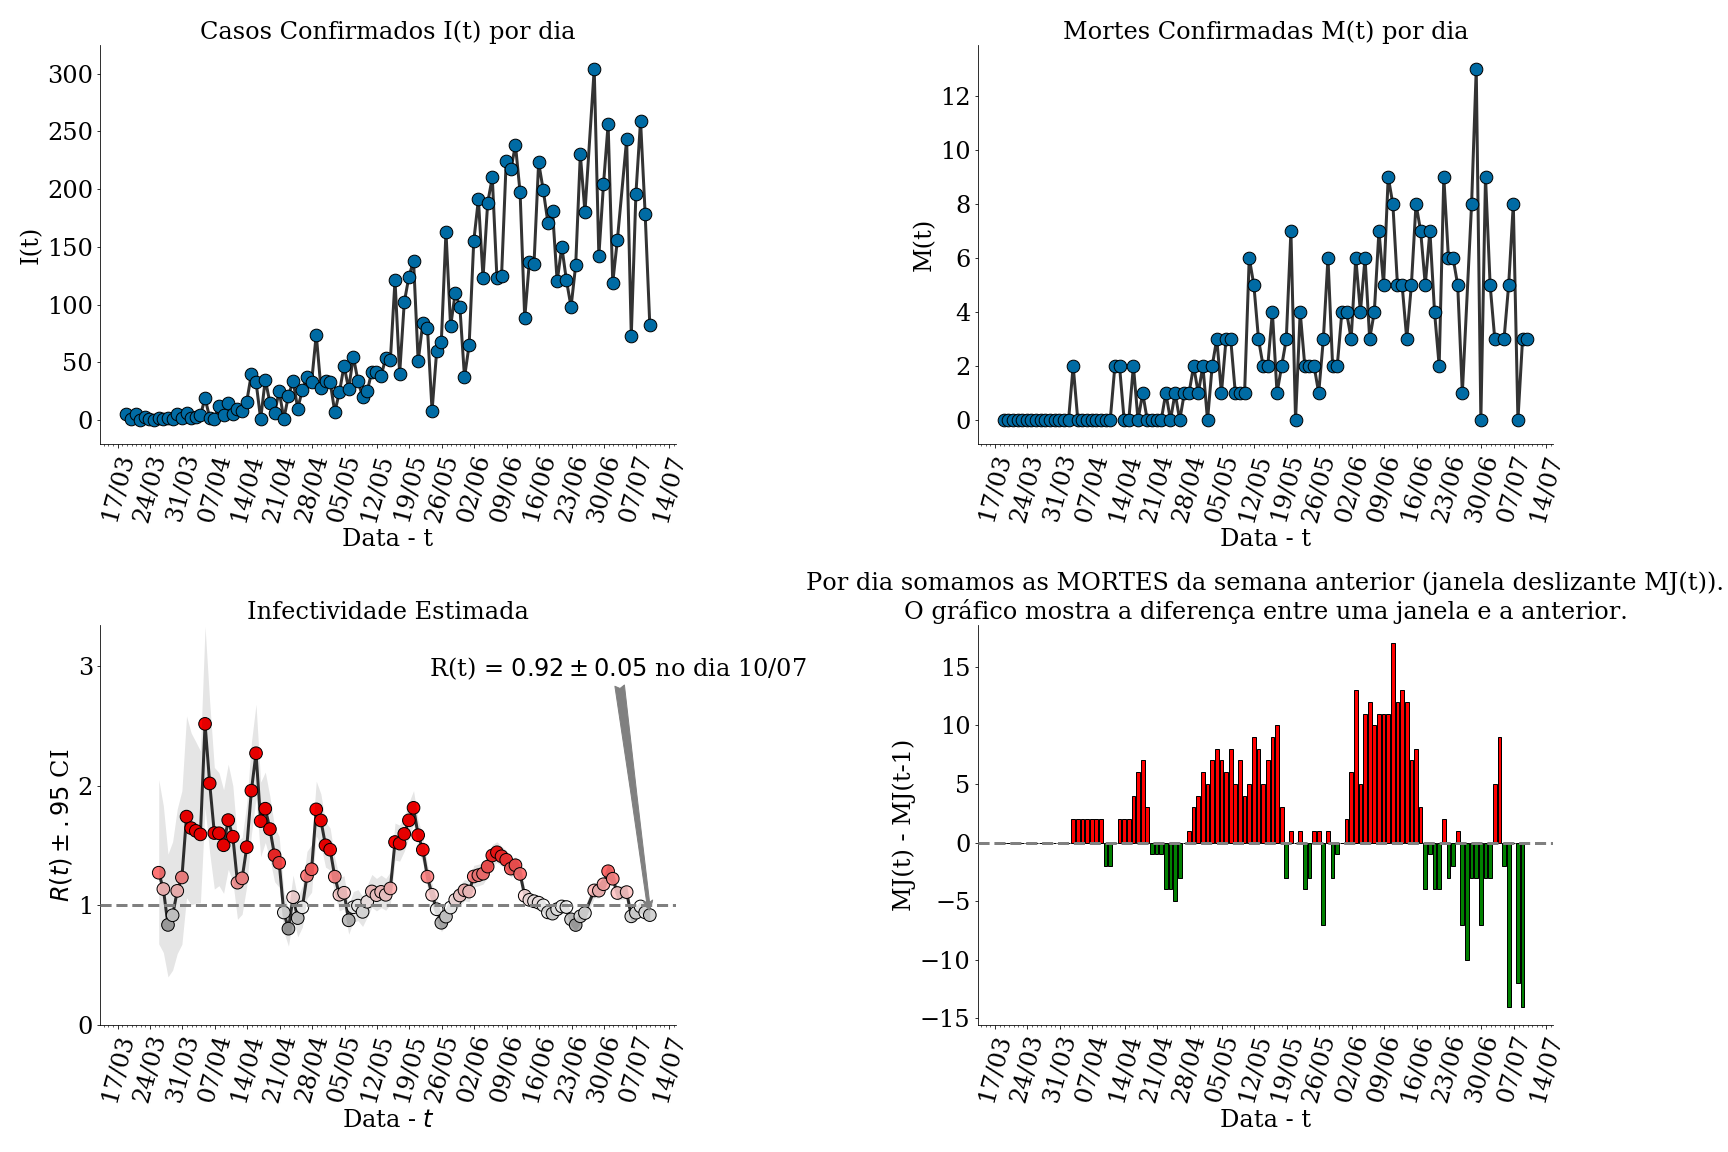 Casos Confirmados I(t) por dia
I(t)
300
250
200
150
100
50
0
17/03 24/03 31/03 07/04 14/04 21/04 28/04 05/05 12/05 19/05 26/05 02/06 09/06 16/06 23/06 30/06 07/07 14/07
Data - t
Mortes Confirmadas M(t) por dia
M(t)
12
10
8
6
4
2
0
17/03 24/03 31/03 07/04 14/04 21/04 28/04 05/05 12/05 19/05 26/05 02/06 09/06 16/06 23/06 30/06 07/07 14/07
Data - t
Infectividade Estimada
R(t) = 0.92 ± 0.05 no dia 10/07
R(t) ± .95 CI
3
2
1
0
17/03 24/03 31/03 07/04 14/04 21/04 28/04 05/05 12/05 19/05 26/05 02/06 09/06 16/06 23/06 30/06 07/07 14/07
Data - t
Por dia somamos as MORTES da semana anterior (janela deslizante MJ(t)).
O gráfico mostra a diferença entre uma janela e a anterior.
MJ(t) - MJ(t-1)
15
10
5
0
−5
−10
−15
17/03 24/03 31/03 07/04 14/04 21/04 28/04 05/05 12/05 19/05 26/05 02/06 09/06 16/06 23/06 30/06 07/07 14/07
Data - t